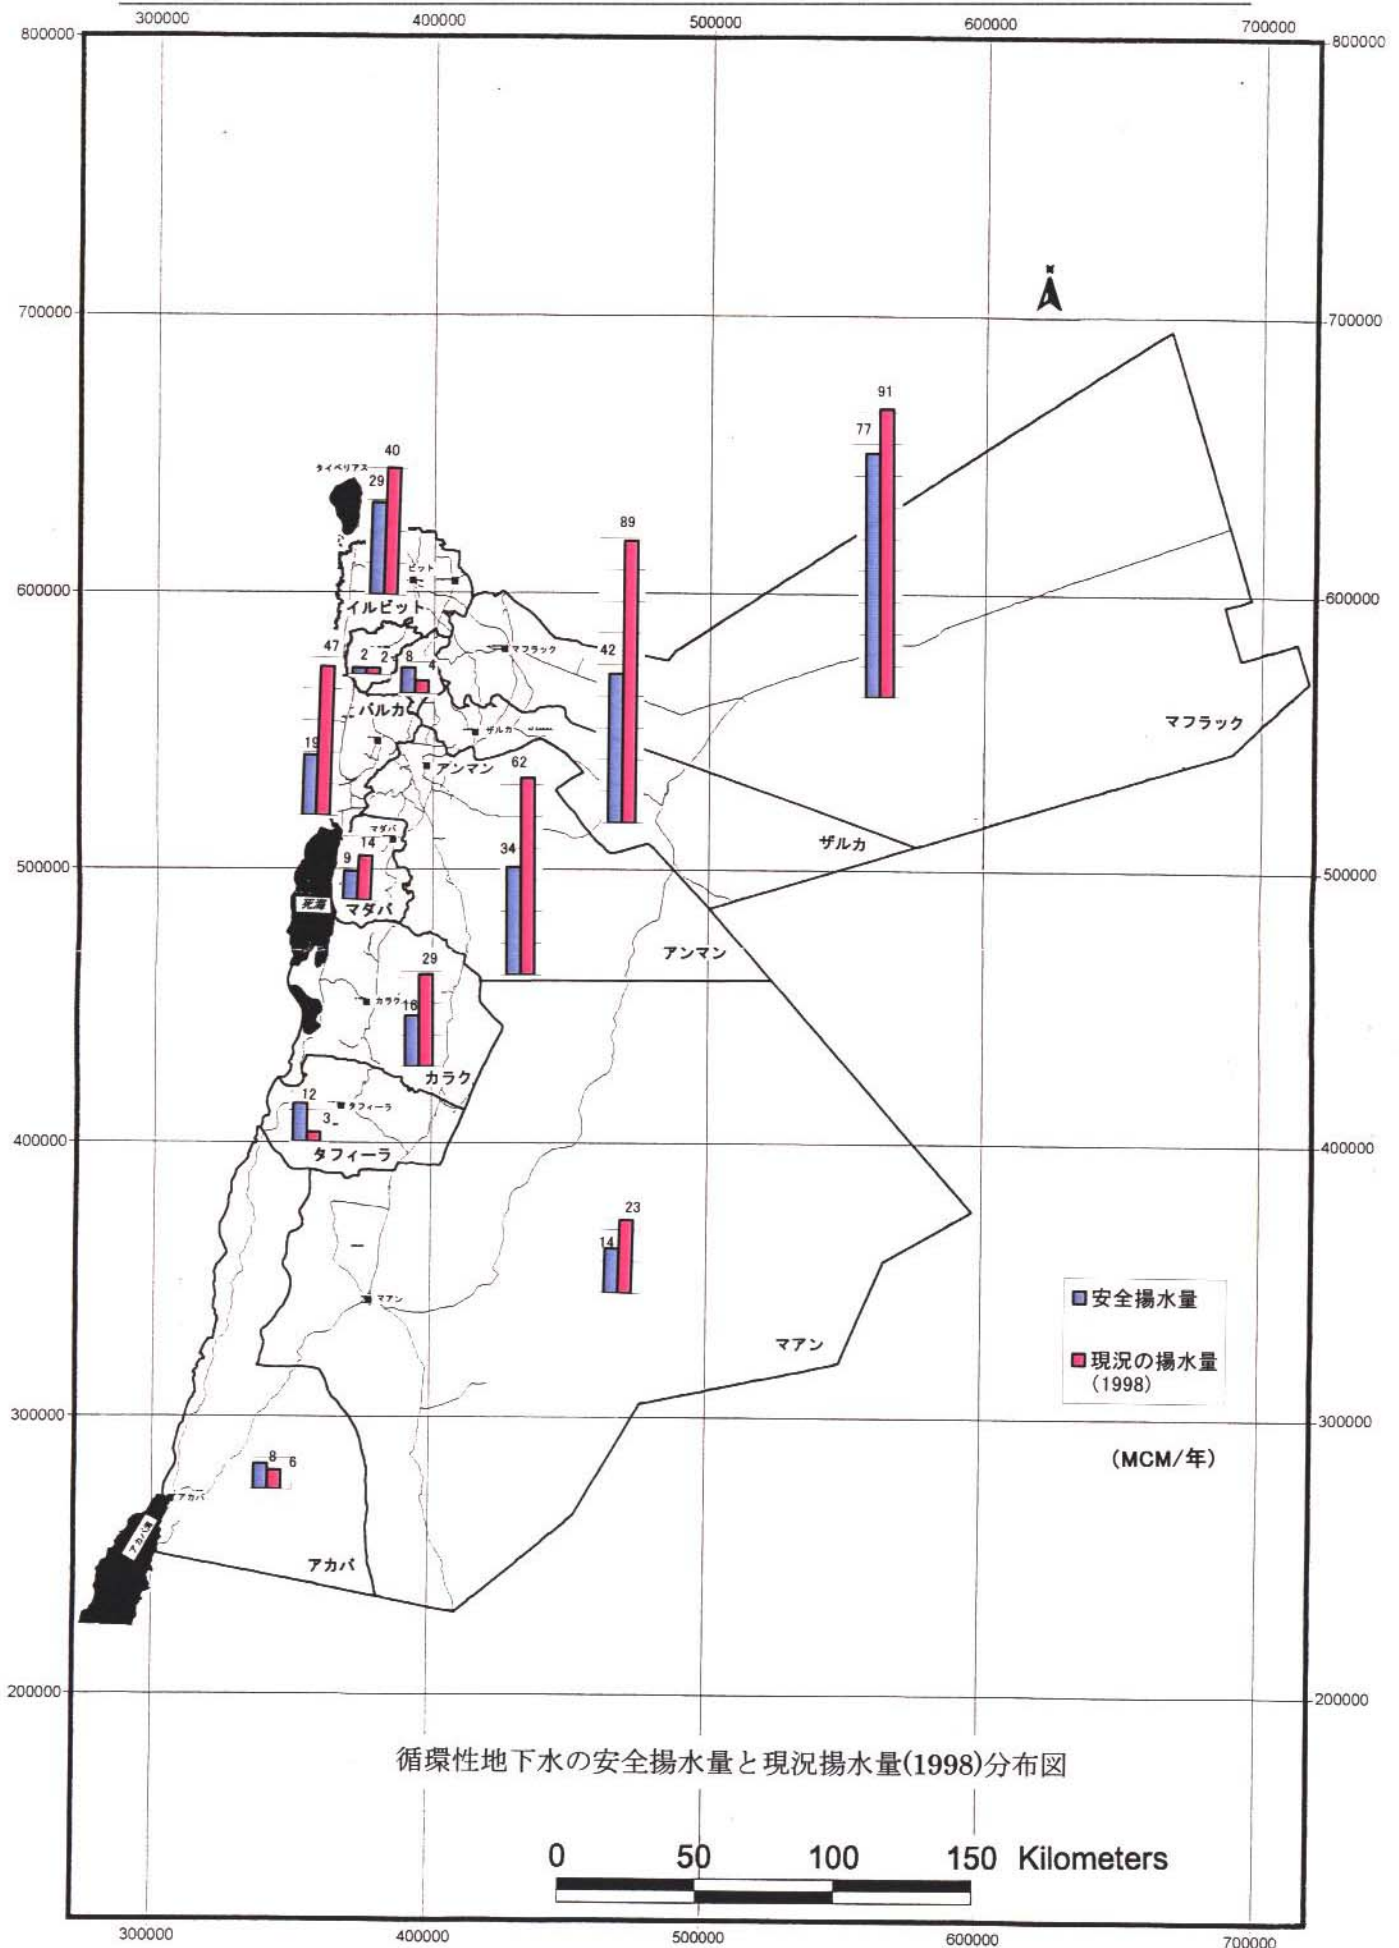 300000 400000 500000 600000 700000
800000 800000
700000 700000
91
77
40
タイベリアス
29
89
ビット
600000 600000
イルビット
47
2 2 8 4
マフラック
42
バルカ
マフラック
19
ザルカ
アンマン
62
マダバ
14
9
34
ザルカ
500000 500000
死海
マダバ
アンマン
29
カラク
16
カラク
12
3
タフィーラ
400000 400000
タフィーラ
23
14
マアン
安全揚水量
マアン
現況の揚水量
(1998)
300000 300000
(MCM/年)
8 6
アカバ
アカバ湾
アカバ
200000 200000
循環性地下水の安全揚水量と現況揚水量(1998)分布図
0 50 100 150 Kilometers
300000 400000 500000 600000 700000